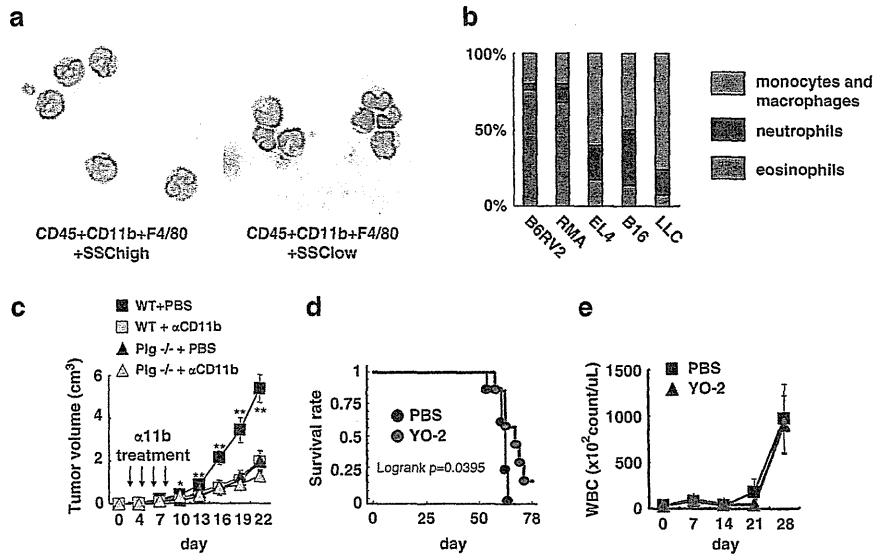 a
CD45+CD11b+F4/80
+SSChigh
CD45+CD11b+F4/80
+SSClow
b
100%
50%
0%
B6RV2
RMA
EL4
B16
LLC
monocytes and
macrophages
neutrophils
eosinophils
c
WT+PBS
WT + αCD11b
Plg -/- + PBS
Plg -/- + αCD11b
Tumor volume (cm3)
6
4
2
0
α11b
treatment
*
**
**
**
**
0 4 7 10 13 16 19 22
day
d
Survival rate
1
0.75
0.5
0.25
0
PBS
YO-2
Logrank p=0.0395
0 25 50 78
day
e
PBS
YO-2
WBC (x102count/uL)
1500
1000
500
0
0 7 14 21 28
day